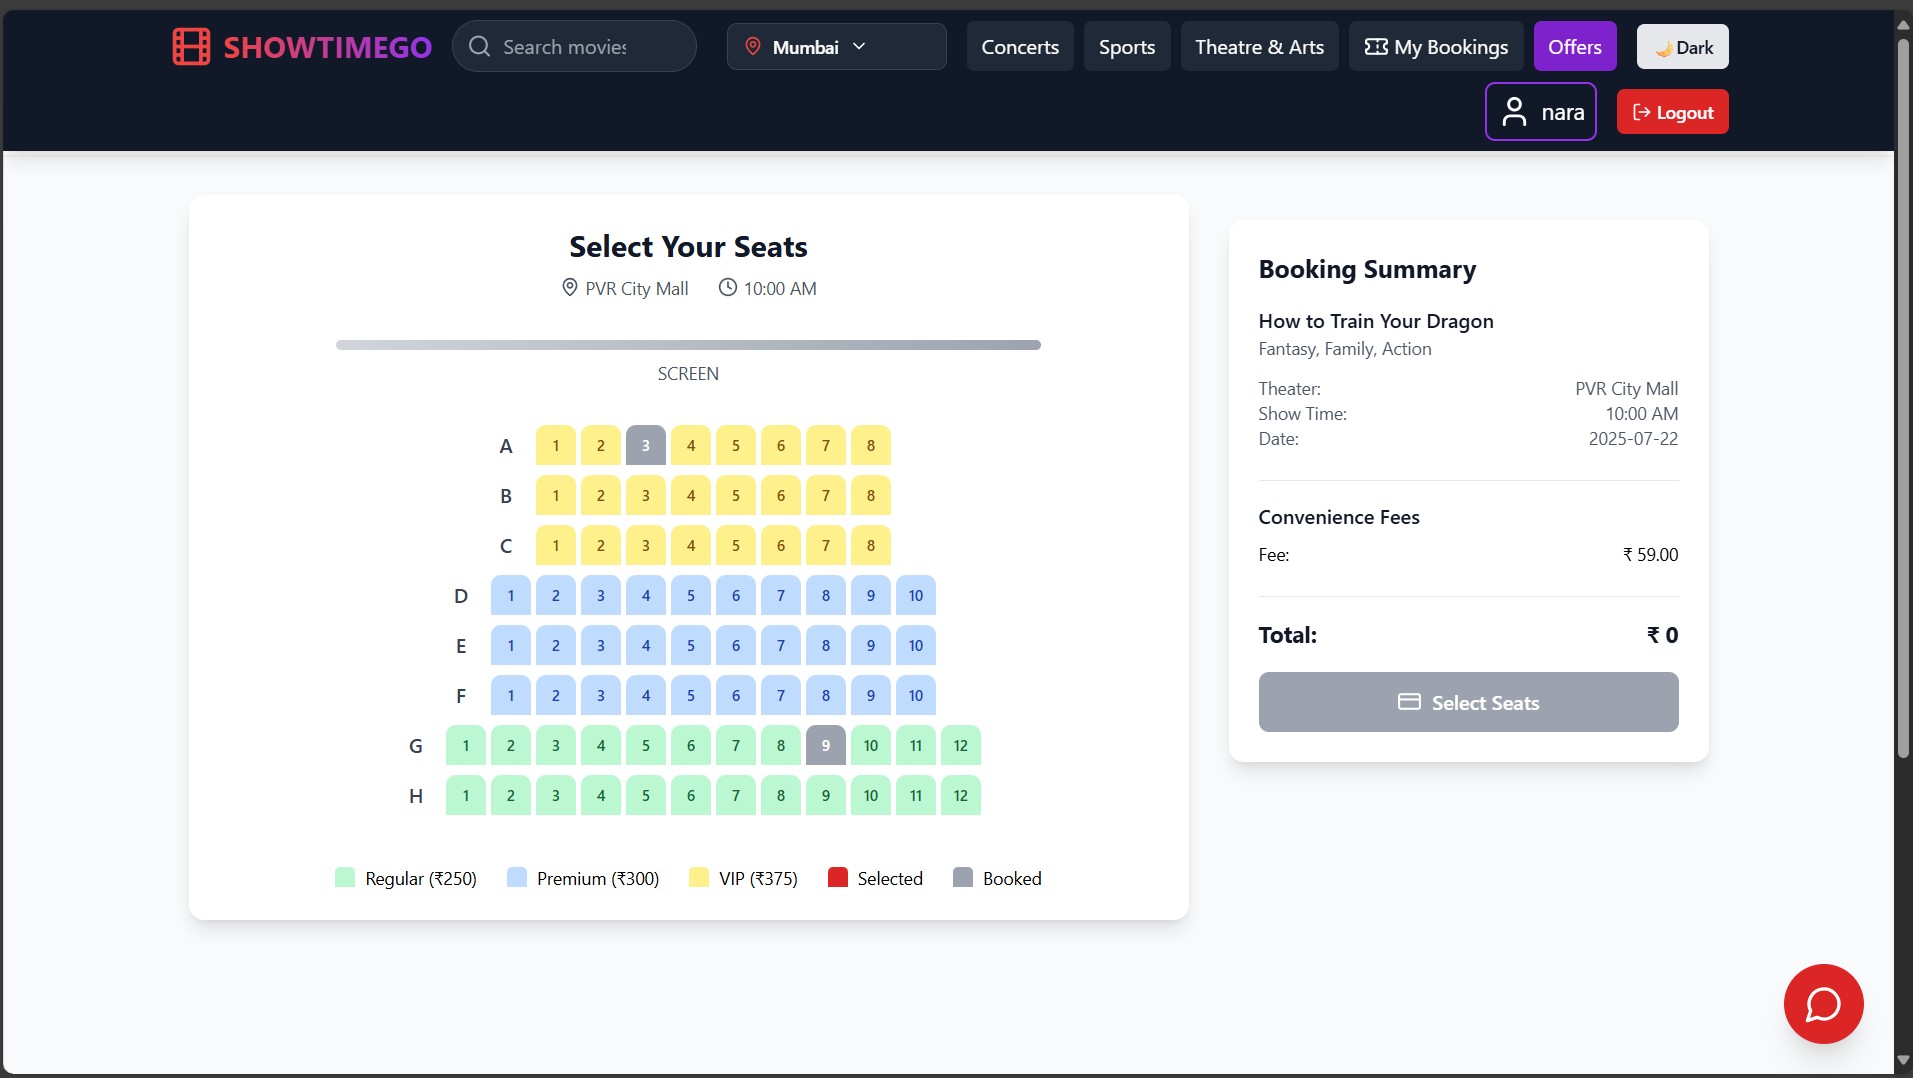 SHOWTIMEGO Search movies Mumbai Concerts Sports Theatre & Arts My Bookings Offers 🌙 Dark
nara Logout
Select Your Seats
PVR City Mall 10:00 AM
SCREEN
A 1 2 3 4 5 6 7 8
B 1 2 3 4 5 6 7 8
C 1 2 3 4 5 6 7 8
D 1 2 3 4 5 6 7 8 9 10
E 1 2 3 4 5 6 7 8 9 10
F 1 2 3 4 5 6 7 8 9 10
G 1 2 3 4 5 6 7 8 9 10 11 12
H 1 2 3 4 5 6 7 8 9 10 11 12
Regular (₹250) Premium (₹300) VIP (₹375) Selected Booked
Booking Summary
How to Train Your Dragon
Fantasy, Family, Action
Theater: PVR City Mall
Show Time: 10:00 AM
Date: 2025-07-22
Convenience Fees
Fee: ₹ 59.00
Total: ₹ 0
Select Seats